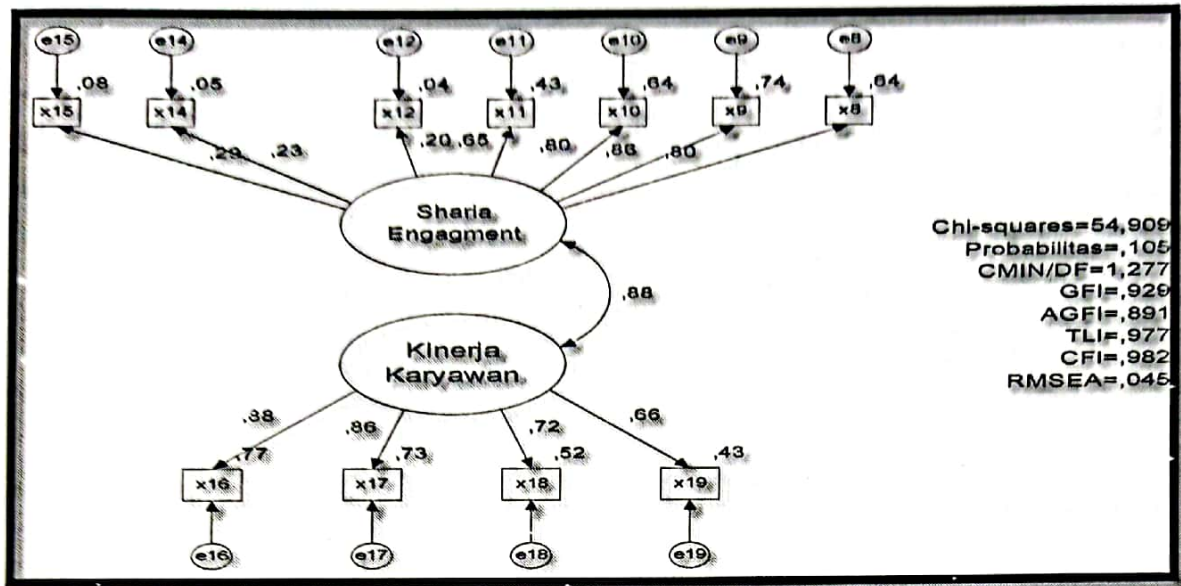 e15 e14 e12 e11 e10 e9 e8
,08 ,05 ,04 ,43 ,64 ,74 ,64
x15 x14 x12 x11 x10 x9 x8
,29 ,23 ,20 ,65 ,80 ,86 ,80
Sharia
Engagment
,88
Chi-squares=54,909
Probabilitas=,105
CMIN/DF=1,277
GFI=,929
AGFI=,891
TLI=,977
CFI=,982
RMSEA=,045
Kinerja
Karyawan
,88 ,86 ,72 ,66
,77 ,73 ,52 ,43
x16 x17 x18 x19
e16 e17 e18 e19